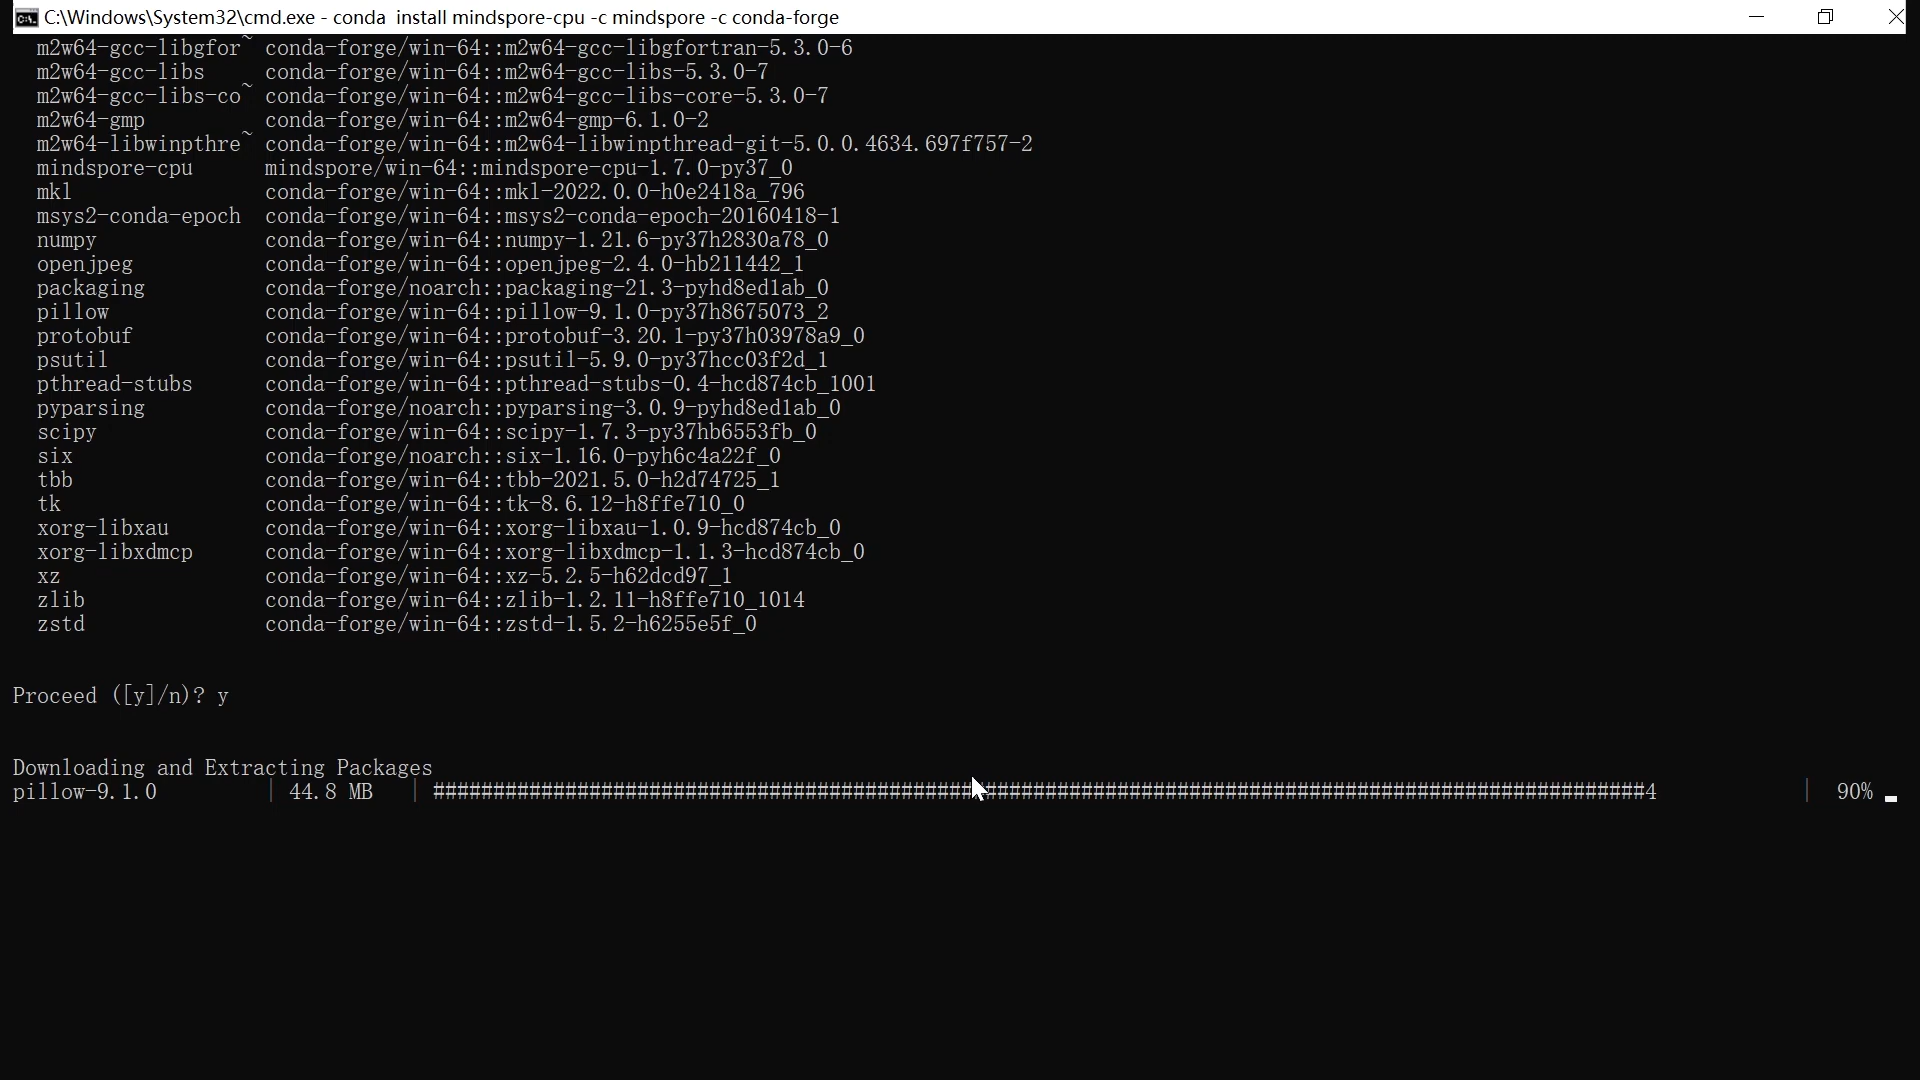 C:\Windows\System32\cmd.exe - conda  install mindspore-cpu -c mindspore -c conda-forge
m2w64-gcc-libgfor~ conda-forge/win-64::m2w64-gcc-libgfortran-5.3.0-6
m2w64-gcc-libs     conda-forge/win-64::m2w64-gcc-libs-5.3.0-7
m2w64-gcc-libs-co~ conda-forge/win-64::m2w64-gcc-libs-core-5.3.0-7
m2w64-gmp          conda-forge/win-64::m2w64-gmp-6.1.0-2
m2w64-libwinpthre~ conda-forge/win-64::m2w64-libwinpthread-git-5.0.0.4634.697f757-2
mindspore-cpu      mindspore/win-64::mindspore-cpu-1.7.0-py37_0
mkl                conda-forge/win-64::mkl-2022.0.0-h0e2418a_796
msys2-conda-epoch  conda-forge/win-64::msys2-conda-epoch-20160418-1
numpy              conda-forge/win-64::numpy-1.21.6-py37h2830a78_0
openjpeg           conda-forge/win-64::openjpeg-2.4.0-hb211442_1
packaging          conda-forge/noarch::packaging-21.3-pyhd8ed1ab_0
pillow             conda-forge/win-64::pillow-9.1.0-py37h8675073_2
protobuf           conda-forge/win-64::protobuf-3.20.1-py37h03978a9_0
psutil             conda-forge/win-64::psutil-5.9.0-py37hcc03f2d_1
pthread-stubs      conda-forge/win-64::pthread-stubs-0.4-hcd874cb_1001
pyparsing          conda-forge/noarch::pyparsing-3.0.9-pyhd8ed1ab_0
scipy              conda-forge/win-64::scipy-1.7.3-py37hb6553fb_0
six                conda-forge/noarch::six-1.16.0-pyh6c4a22f_0
tbb                conda-forge/win-64::tbb-2021.5.0-h2d74725_1
tk                 conda-forge/win-64::tk-8.6.12-h8ffe710_0
xorg-libxau        conda-forge/win-64::xorg-libxau-1.0.9-hcd874cb_0
xorg-libxdmcp      conda-forge/win-64::xorg-libxdmcp-1.1.3-hcd874cb_0
xz                 conda-forge/win-64::xz-5.2.5-h62dcd97_1
zlib               conda-forge/win-64::zlib-1.2.11-h8ffe710_1014
zstd               conda-forge/win-64::zstd-1.5.2-h6255e5f_0
Proceed ([y]/n)? y
Downloading and Extracting Packages
pillow-9.1.0         | 44.8 MB   | #####################################################################################################4            |  90%